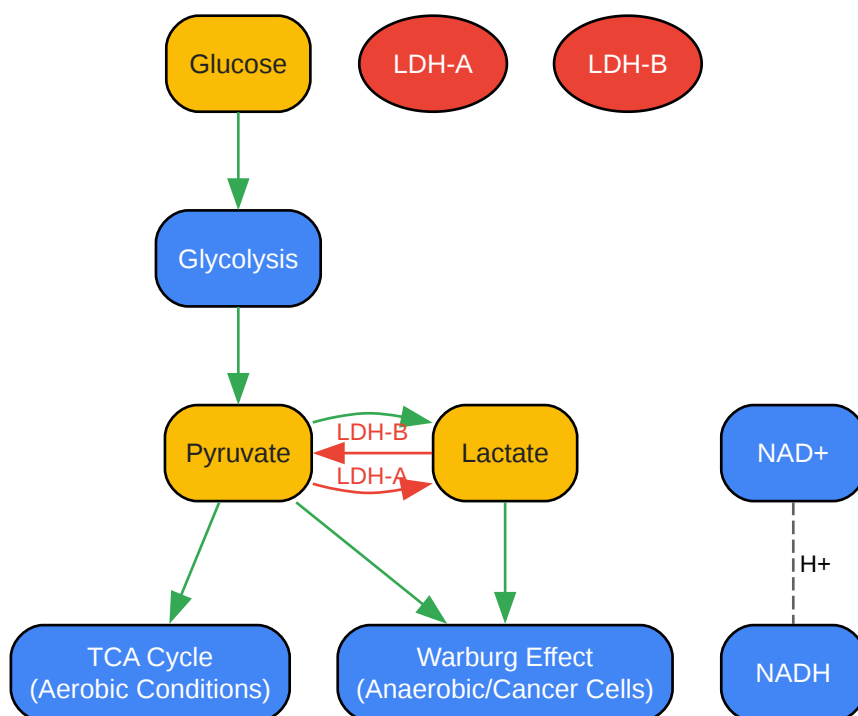 Glucose
LDH-A
LDH-B
Glycolysis
LDH-B
Pyruvate
Lactate
NAD+
LDH-A
H+
TCA Cycle
(Aerobic Conditions)
Warburg Effect
(Anaerobic/Cancer Cells)
NADH